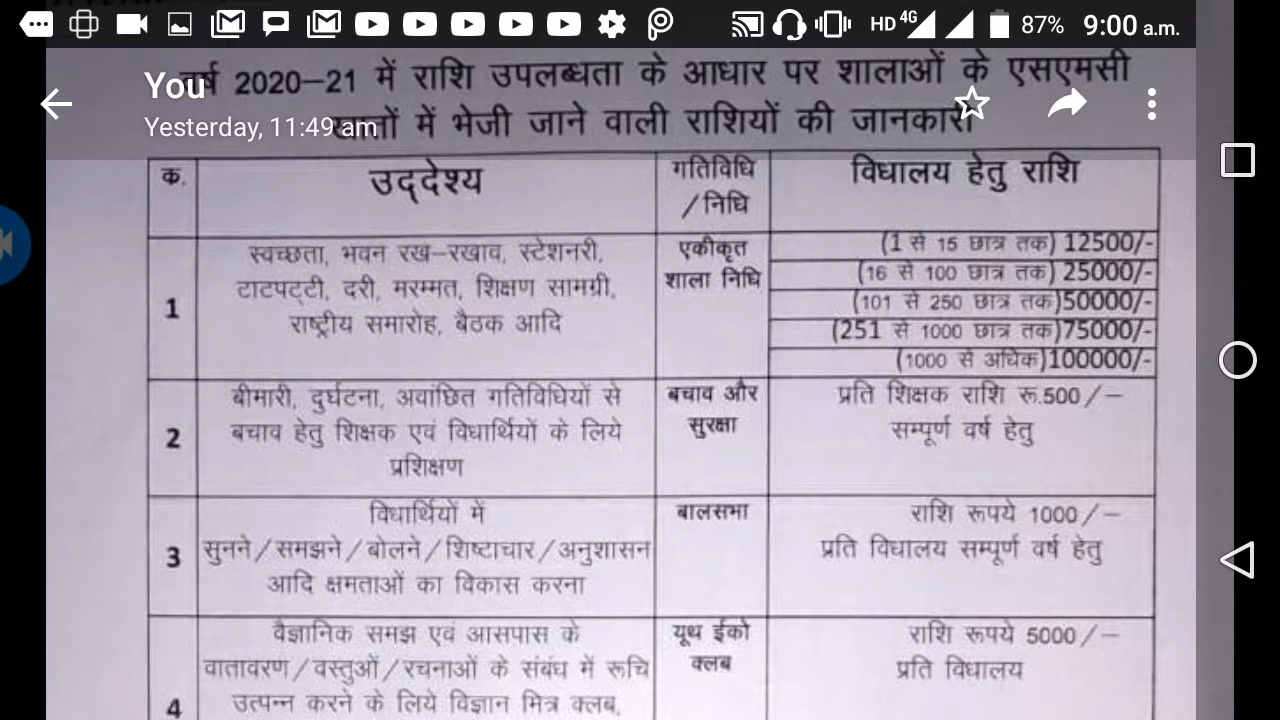 HD 4G 87% 9:00 a.m.
You
Yesterday, 11:49 am
वर्ष 2020–21 में राशि उपलब्धता के आधार पर शालाओं के एसएमसी
खातों में भेजी जाने वाली राशियों की जानकारी
क. उद्देश्य गतिविधि विधालय हेतु राशि
/निधि
1
स्वच्छता, भवन रख–रखाव, स्टेशनरी,
टाटपट्टी, दरी, मरम्मत, शिक्षण सामग्री,
राष्ट्रीय समारोह, बैठक आदि
एकीकृत
शाला निधि
(1 से 15 छात्र तक) 12500/-
(16 से 100 छात्र तक) 25000/-
(101 से 250 छात्र तक)50000/-
(251 से 1000 छात्र तक)75000/-
(1000 से अधिक)100000/-
2
बीमारी, दुर्घटना, अवांछित गतिविधियों से
बचाव हेतु शिक्षक एवं विधार्थियों के लिये
प्रशिक्षण
बचाव और
सुरक्षा
प्रति शिक्षक राशि रू.500/–
सम्पूर्ण वर्ष हेतु
3
विधार्थियों में
सुनने/समझने/बोलने/शिष्टाचार/अनुशासन
आदि क्षमताओं का विकास करना
बालसभा
राशि रूपये 1000/–
प्रति विधालय सम्पूर्ण वर्ष हेतु
4
वैज्ञानिक समझ एवं आसपास के
वातावरण/वस्तुओं/रचनाओं के संबंध में रूचि
उत्पन्न करने के लिये विज्ञान मित्र क्लब,
यूथ ईको
क्लब
राशि रूपये 5000/–
प्रति विधालय